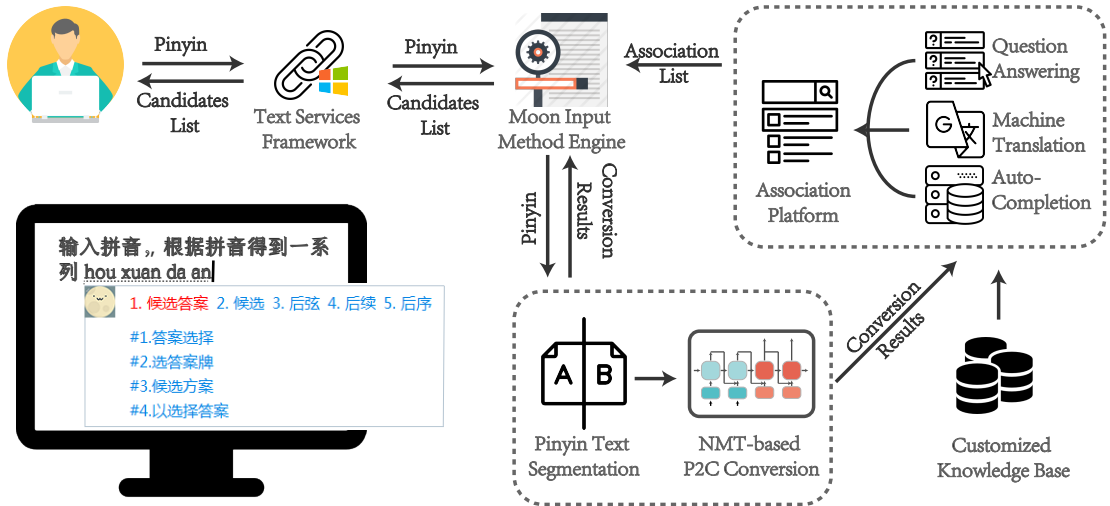 Pinyin
Candidates
List
Text Services
Framework
Pinyin
Candidates
List
Moon Input
Method Engine
Association
List
Association
Platform
?
?
?
Question
Answering
G
文
Machine
Translation
Auto-
Completion
Pinyin
Conversion
Results
输入拼音,, 根据拼音得到一系
列 hou xuan da an
1. 候选答案 2. 候选 3. 后弦 4. 后续 5. 后序
#1.答案选择
#2.选答案牌
#3.候选方案
#4.以选择答案
A B
Pinyin Text
Segmentation
NMT-based
P2C Conversion
Conversion
Results
Customized
Knowledge Base